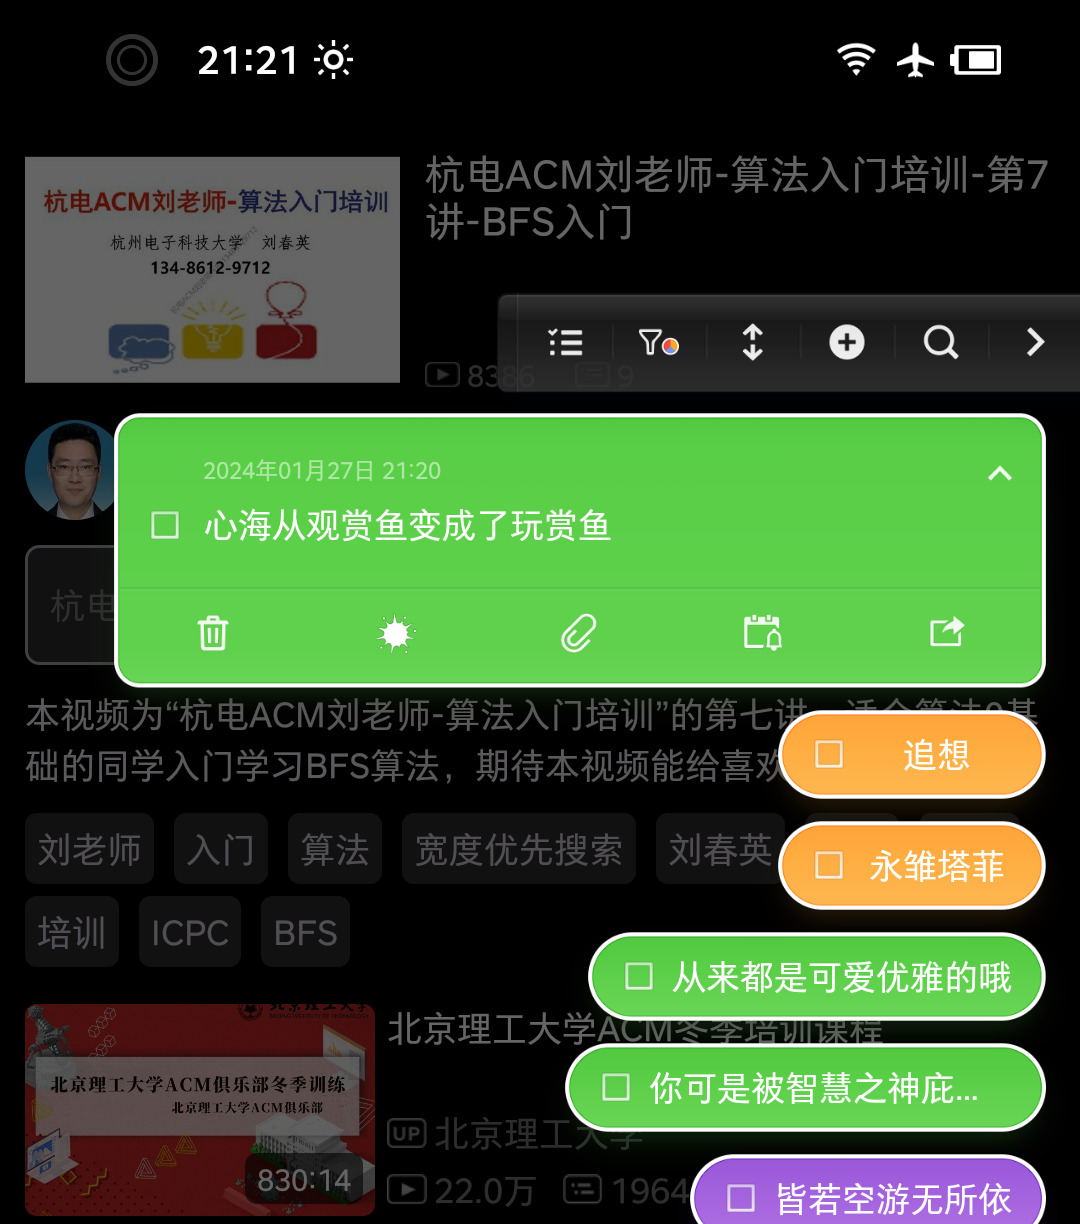 21:21
杭电ACM刘老师-算法入门培训
杭州电子科技大学 刘春英
134-8612-9712
杭电ACM刘老师-算法入门培训-第7
讲-BFS入门
8386
9
2024年01月27日 21:20
心海从观赏鱼变成了玩赏鱼
杭电
本视频为“杭电ACM刘老师-算法入门培训”的第七讲，适合算法0基
础的同学入门学习BFS算法，期待本视频能给喜欢
追想
刘老师
入门
算法
宽度优先搜索
刘春英
永雏塔菲
培训
ICPC
BFS
从来都是可爱优雅的哦
北京理工大学
北京理工大学ACM俱乐部冬季训练
北京理工大学ACM俱乐部
830:14
北京理工大学ACM冬季培训课程
你可是被智慧之神庇...
UP 北京理工大学
22.0万
1964
皆若空游无所依